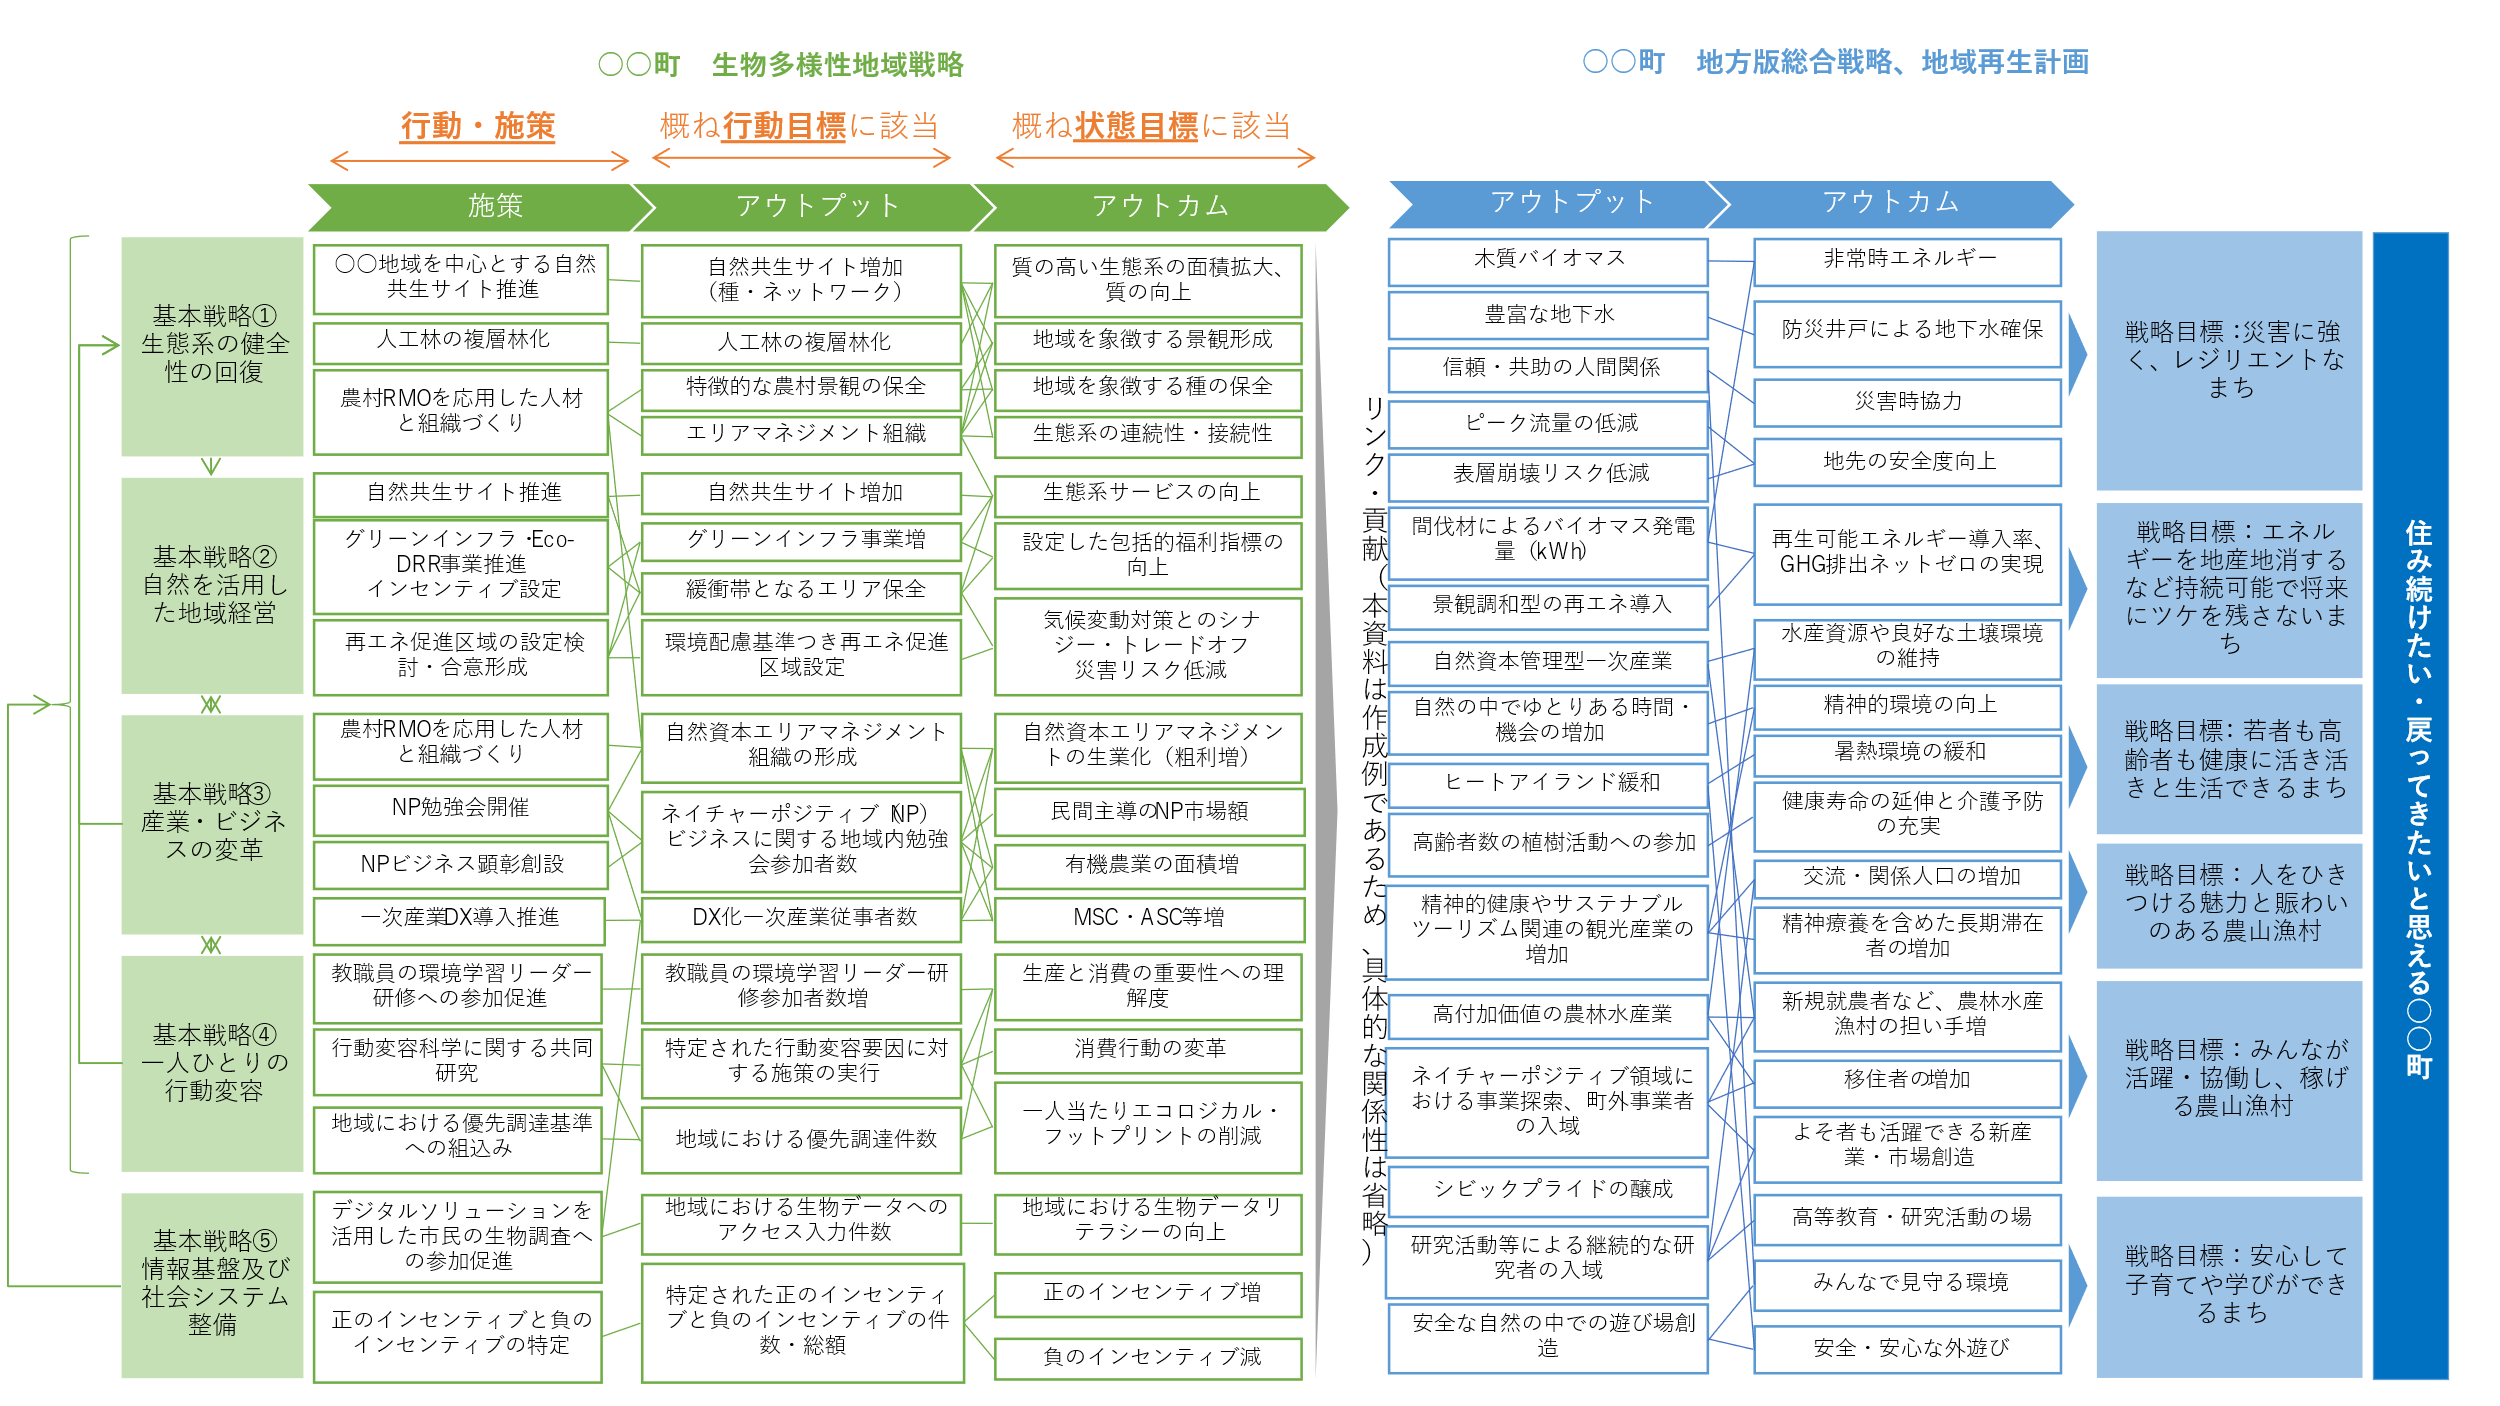 〇〇町　生物多様性地域戦略
〇〇町　地方版総合戦略、地域再生計画
行動・施策
概ね行動目標に該当
概ね状態目標に該当
施策
アウトプット
アウトカム
アウトプット
アウトカム
基本戦略①
生態系の健全
性の回復
〇〇地域を中心とする自然
共生サイト推進
人工林の複層林化
農村RMOを応用した人材
と組織づくり
自然共生サイト増加
（種・ネットワーク）
人工林の複層林化
特徴的な農村景観の保全
エリアマネジメント組織
質の高い生態系の面積拡大、
質の向上
地域を象徴する景観形成
地域を象徴する種の保全
生態系の連続性・接続性
基本戦略②
自然を活用し
た地域経営
自然共生サイト推進
グリーンインフラ・Eco-
DRR事業推進
インセンティブ設定
再エネ促進区域の設定検
討・合意形成
自然共生サイト増加
グリーンインフラ事業増
緩衝帯となるエリア保全
環境配慮基準つき再エネ促進
区域設定
生態系サービスの向上
設定した包括的福利指標の
向上
気候変動対策とのシナ
ジー・トレードオフ
災害リスク低減
基本戦略③
産業・ビジネ
スの変革
農村RMOを応用した人材
と組織づくり
NP勉強会開催
NPビジネス顕彰創設
一次産業DX導入推進
自然資本エリアマネジメント
組織の形成
ネイチャーポジティブ（NP）
ビジネスに関する地域内勉強
会参加者数
DX化一次産業従事者数
自然資本エリアマネジメン
トの生業化（粗利増）
民間主導のNP市場額
有機農業の面積増
MSC・ASC等増
基本戦略④
一人ひとりの
行動変容
教職員の環境学習リーダー
研修への参加促進
行動変容科学に関する共同
研究
地域における優先調達基準
への組込み
教職員の環境学習リーダー研
修参加者数増
特定された行動変容要因に対
する施策の実行
地域における優先調達件数
生産と消費の重要性への理
解度
消費行動の変革
一人当たりエコロジカル・
フットプリントの削減
基本戦略⑤
情報基盤及び
社会システム
整備
デジタルソリューションを
活用した市民の生物調査へ
の参加促進
正のインセンティブと負の
インセンティブの特定
地域における生物データへの
アクセス入力件数
特定された正のインセンティ
ブと負のインセンティブの件
数・総額
地域における生物データリ
テラシーの向上
正のインセンティブ増
負のインセンティブ減
リンク・貢献（本資料は作成例であるため、具体的な関係性は省略）
木質バイオマス
豊富な地下水
信頼・共助の人間関係
ピーク流量の低減
表層崩壊リスク低減
間伐材によるバイオマス発電
量（kWh）
景観調和型の再エネ導入
自然資本管理型一次産業
自然の中でゆとりある時間・
機会の増加
ヒートアイランド緩和
高齢者数の植樹活動への参加
精神的健康やサステナブル
ツーリズム関連の観光産業の
増加
高付加価値の農林水産業
ネイチャーポジティブ領域に
おける事業探索、町外事業者
の入域
シビックプライドの醸成
研究活動等による継続的な研
究者の入域
安全な自然の中での遊び場創
造
非常時エネルギー
防災井戸による地下水確保
災害時協力
地先の安全度向上
再生可能エネルギー導入率、
GHG排出ネットゼロの実現
水産資源や良好な土壌環境
の維持
精神的環境の向上
暑熱環境の緩和
健康寿命の延伸と介護予防
の充実
交流・関係人口の増加
精神療養を含めた長期滞在
者の増加
新規就農者など、農林水産
漁村の担い手増
移住者の増加
よそ者も活躍できる新産
業・市場創造
高等教育・研究活動の場
みんなで見守る環境
安全・安心な外遊び
戦略目標：災害に強
く、レジリエントな
まち
戦略目標：エネル
ギーを地産地消する
など持続可能で将来
にツケを残さないま
ち
戦略目標：若者も高
齢者も健康に活き活
きと生活できるまち
戦略目標：人をひき
つける魅力と賑わい
のある農山漁村
戦略目標：みんなが
活躍・協働し、稼げ
る農山漁村
戦略目標：安心して
子育てや学びができ
るまち
住み続けたい・戻ってきたいと思える〇〇町